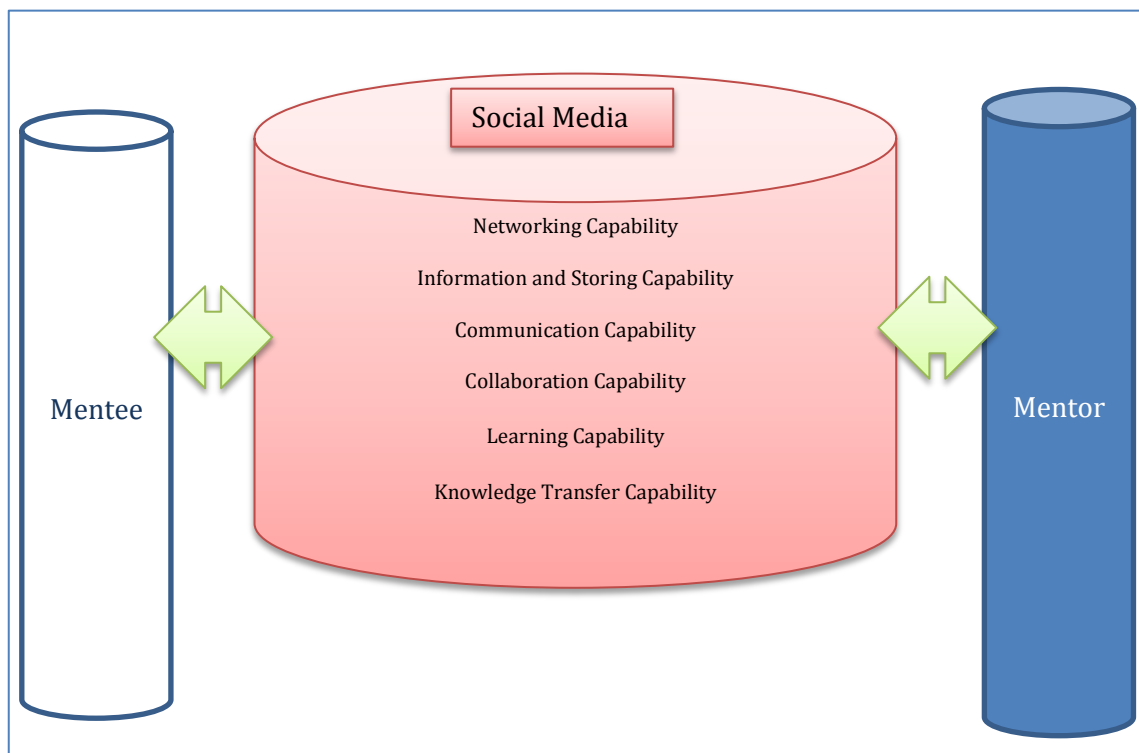 Social Media
Networking Capability
Information and Storing Capability
Communication Capability
Collaboration Capability
Learning Capability
Knowledge Transfer Capability
Mentee
Mentor